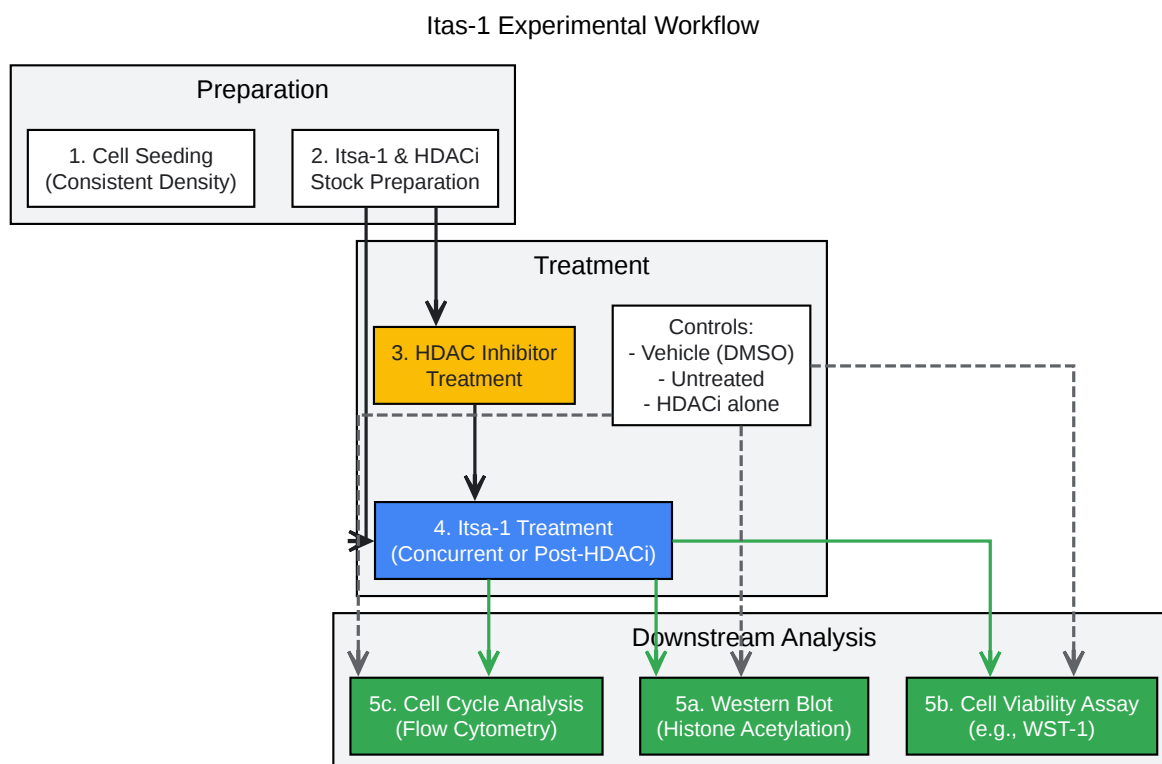 Itas-1 Experimental Workflow
Preparation
1. Cell Seeding
(Consistent Density)
2. Itsa-1 & HDACi
Stock Preparation
Treatment
3. HDAC Inhibitor
Treatment
Controls:
- Vehicle (DMSO)
- Untreated
- HDACi alone
4. Itsa-1 Treatment
(Concurrent or Post-HDACi)
Downstream Analysis
5c. Cell Cycle Analysis
(Flow Cytometry)
5a. Western Blot
(Histone Acetylation)
5b. Cell Viability Assay
(e.g., WST-1)